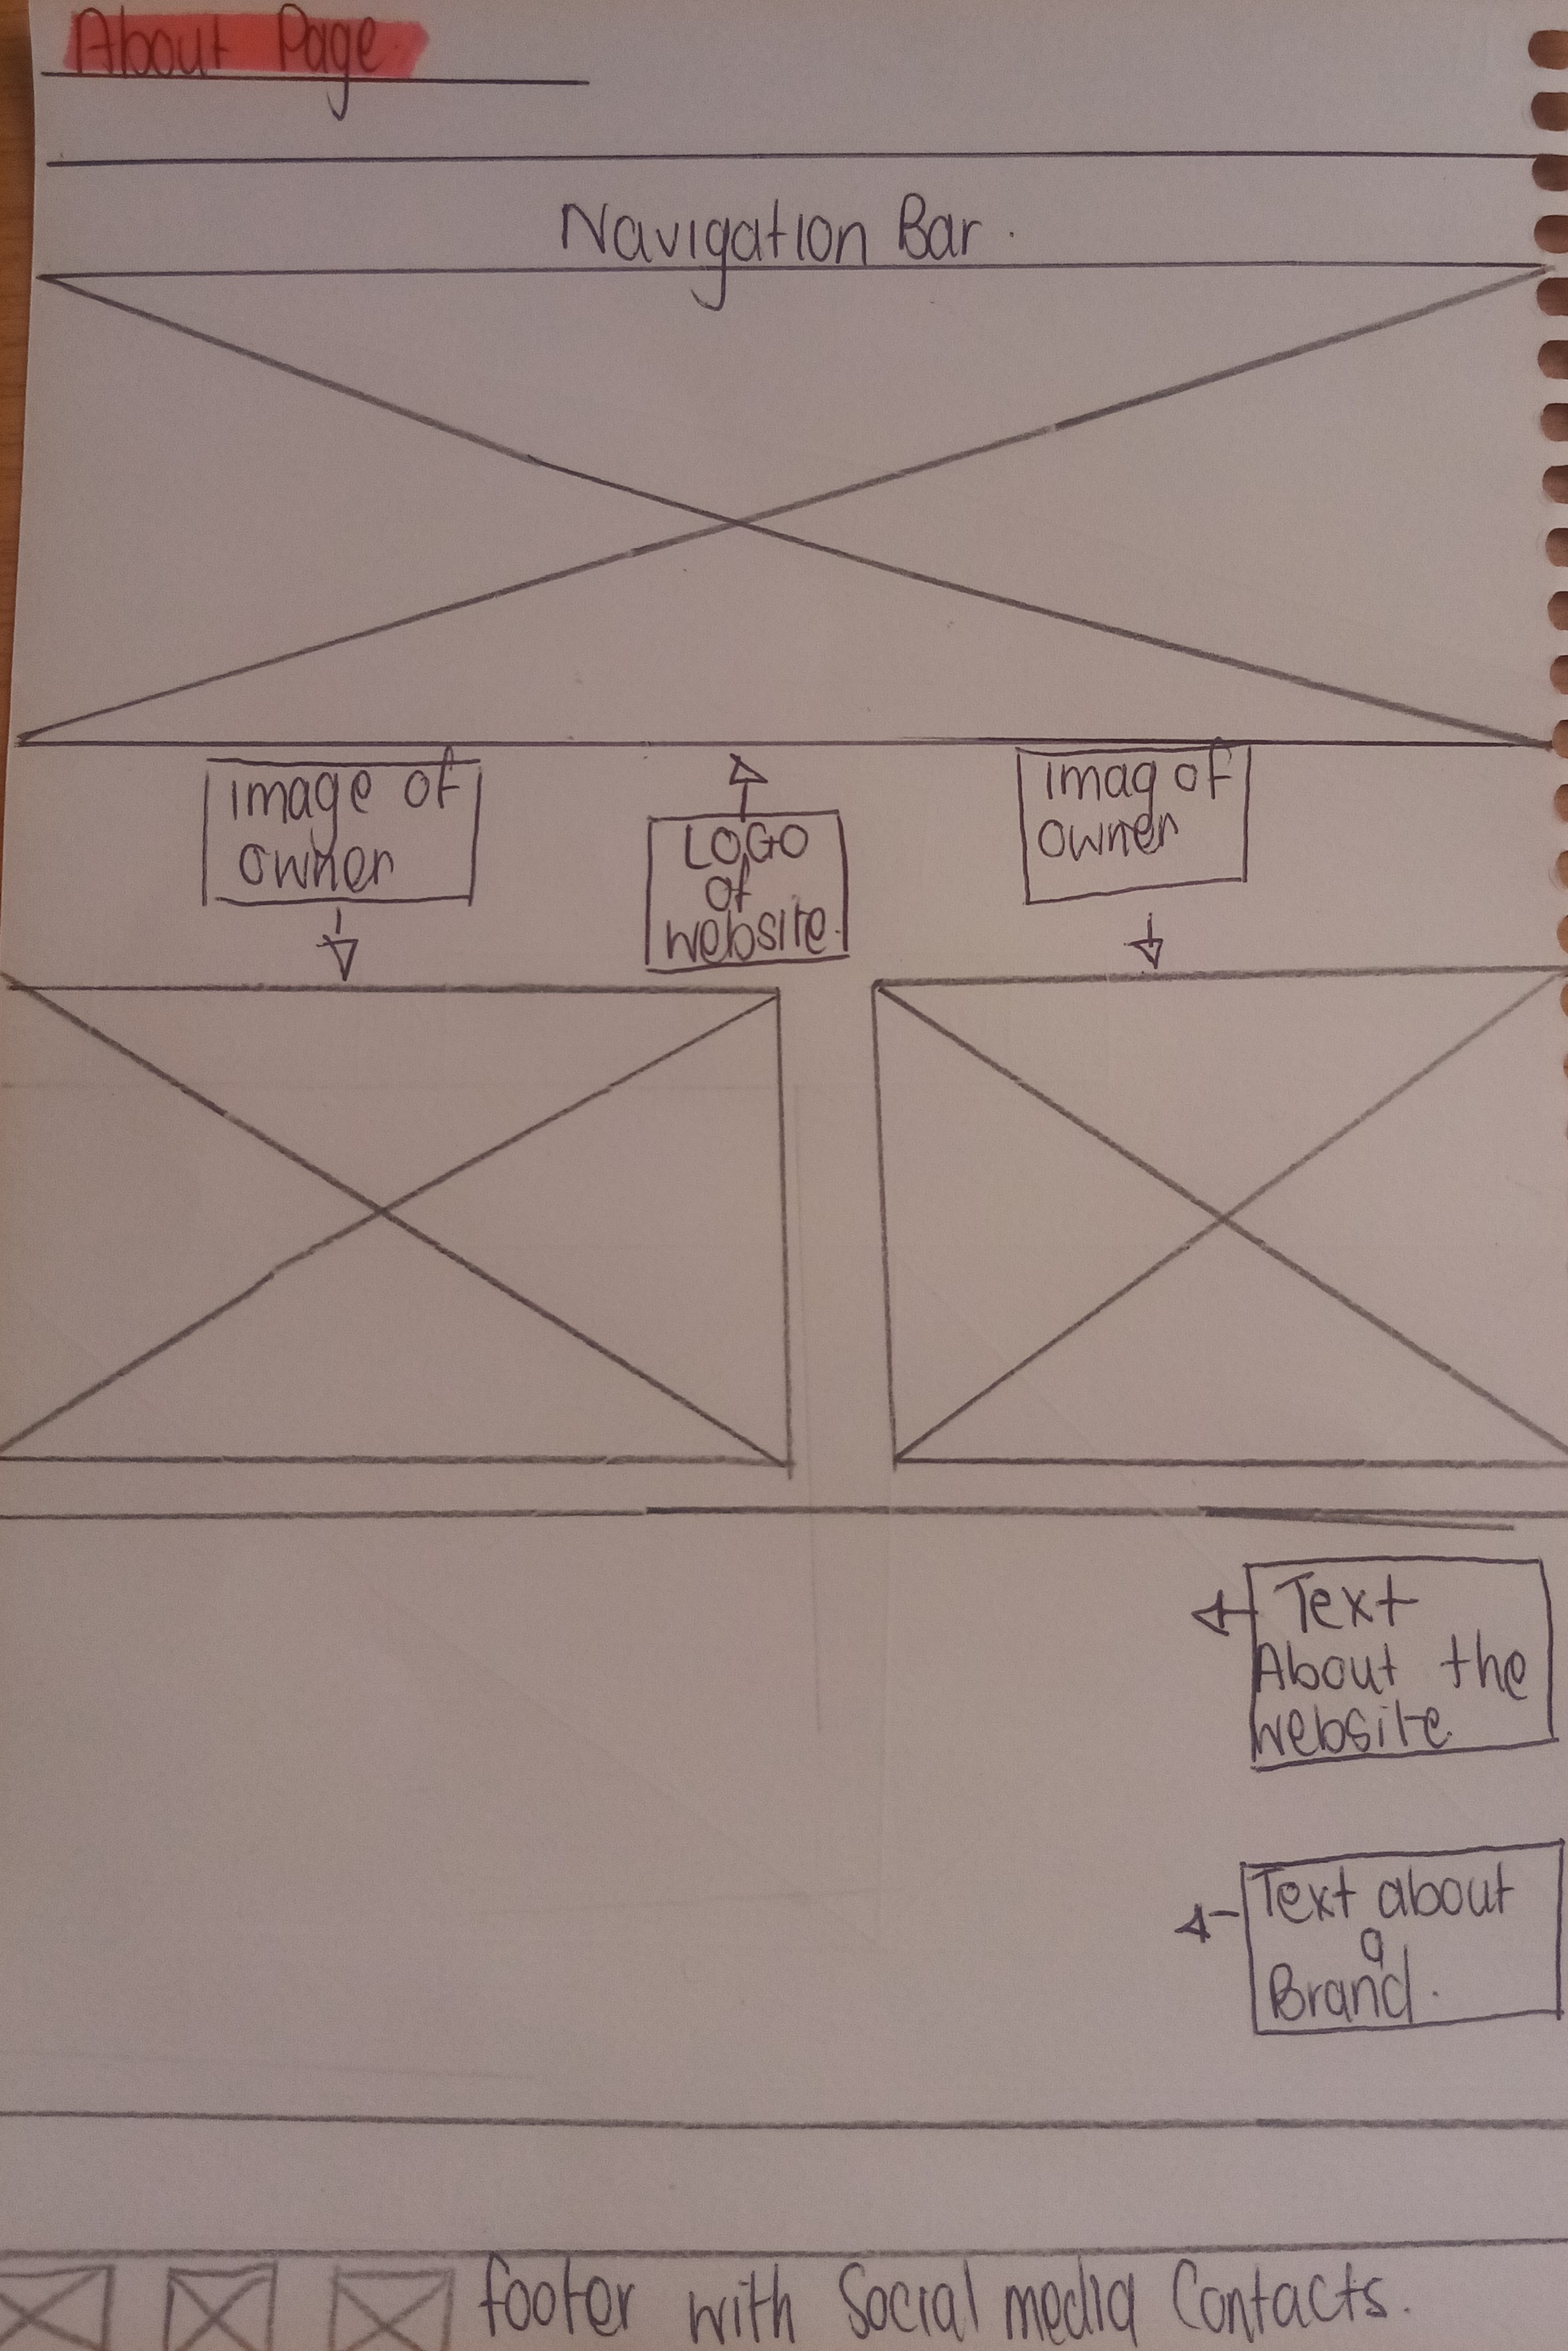 About Page.
Navigation Bar.
Image of
owner
LOGO
of
website.
Imag of
owner
Text
About the
website.
Text about
a
Brand.
footer with Social media Contacts.